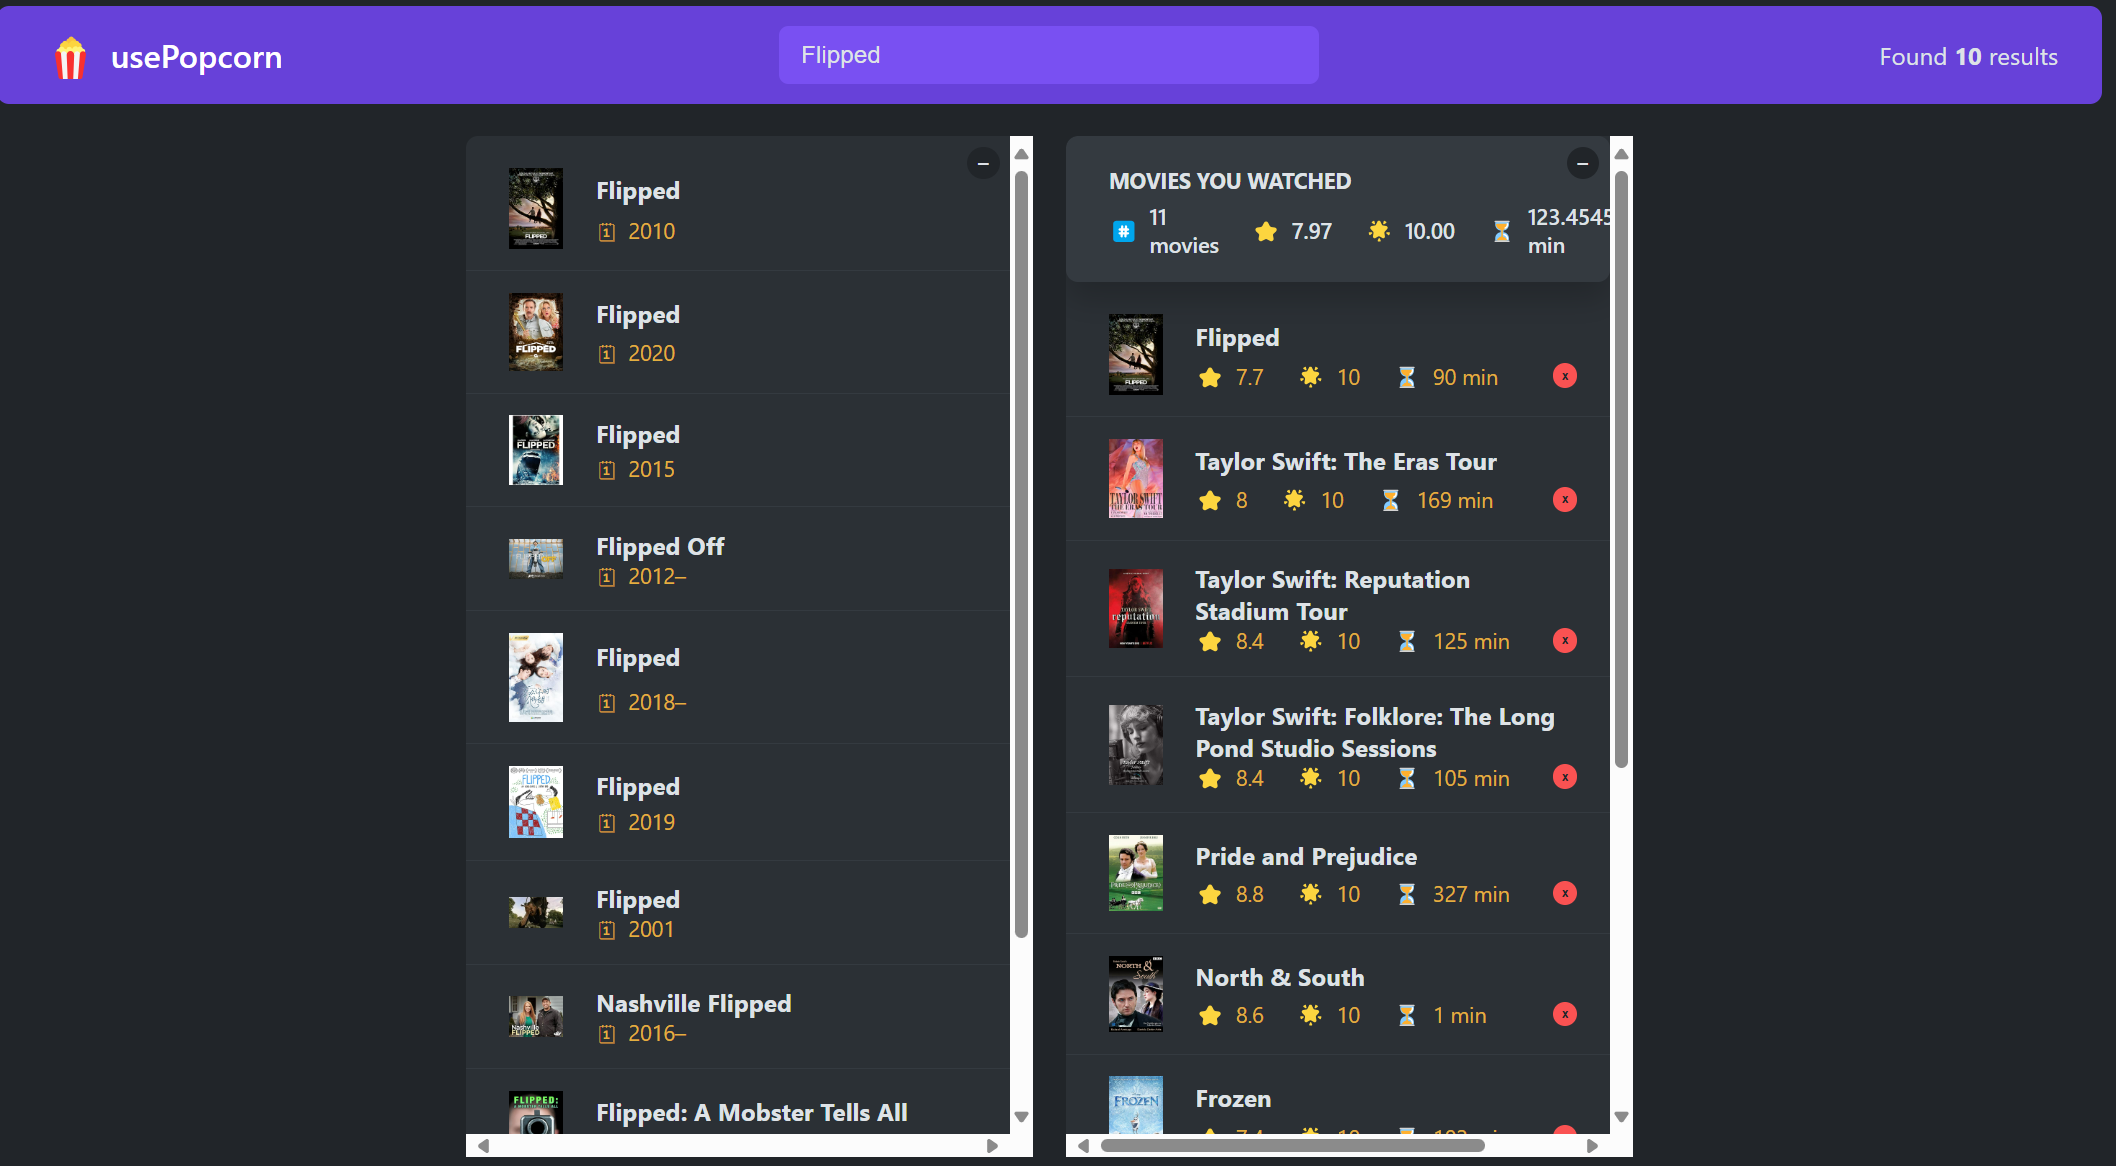 usePopcorn
Flipped
Found 10 results
Flipped
2010
Flipped
2020
Flipped
2015
Flipped Off
2012–
Flipped
2018–
Flipped
2019
Flipped
2001
Nashville Flipped
2016–
Flipped: A Mobster Tells All
MOVIES YOU WATCHED
11 movies
7.97
10.00
123.4545 min
Flipped
7.7 10 90 min x
Taylor Swift: The Eras Tour
8 10 169 min x
Taylor Swift: Reputation
Stadium Tour
8.4 10 125 min x
Taylor Swift: Folklore: The Long
Pond Studio Sessions
8.4 10 105 min x
Pride and Prejudice
8.8 10 327 min x
North & South
8.6 10 1 min x
Frozen